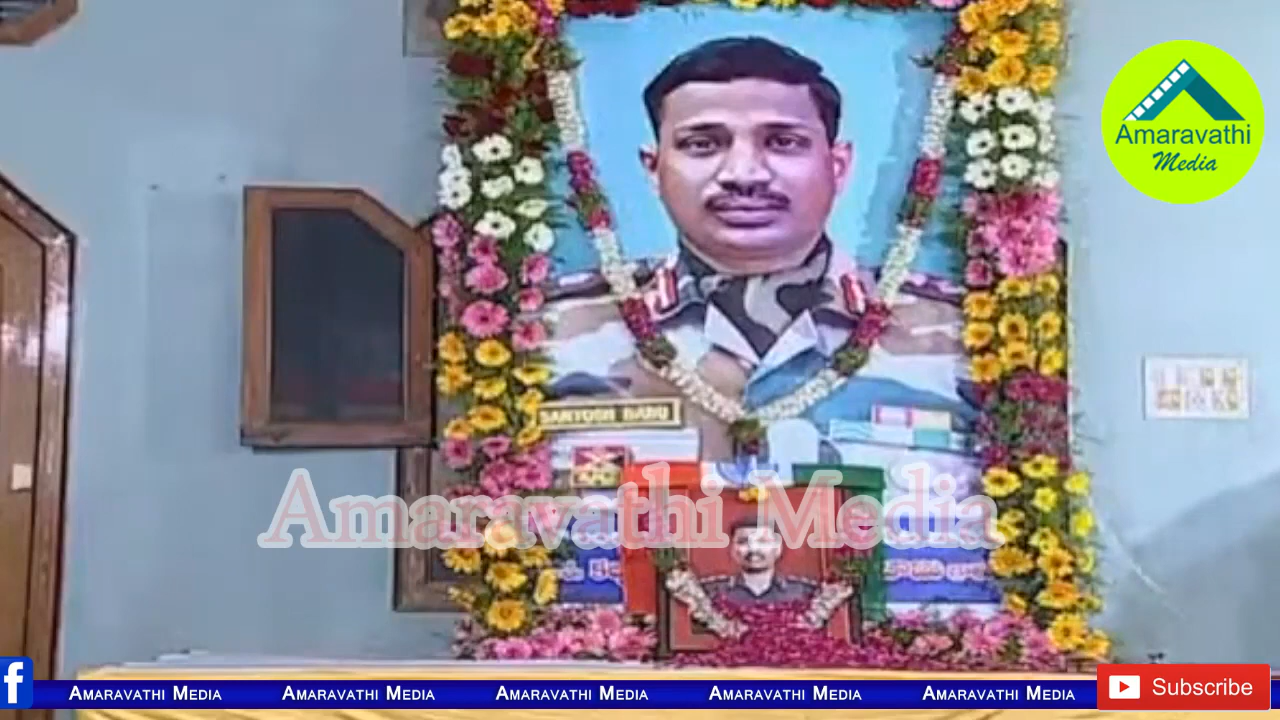 Amaravathi
Media
SANTOSH BABU
Amaravathi Media
AMARAVATHI MEDIA AMARAVATHI MEDIA AMARAVATHI MEDIA AMARAVATHI MEDIA AMARAVATHI MEDIA
f
Subscribe